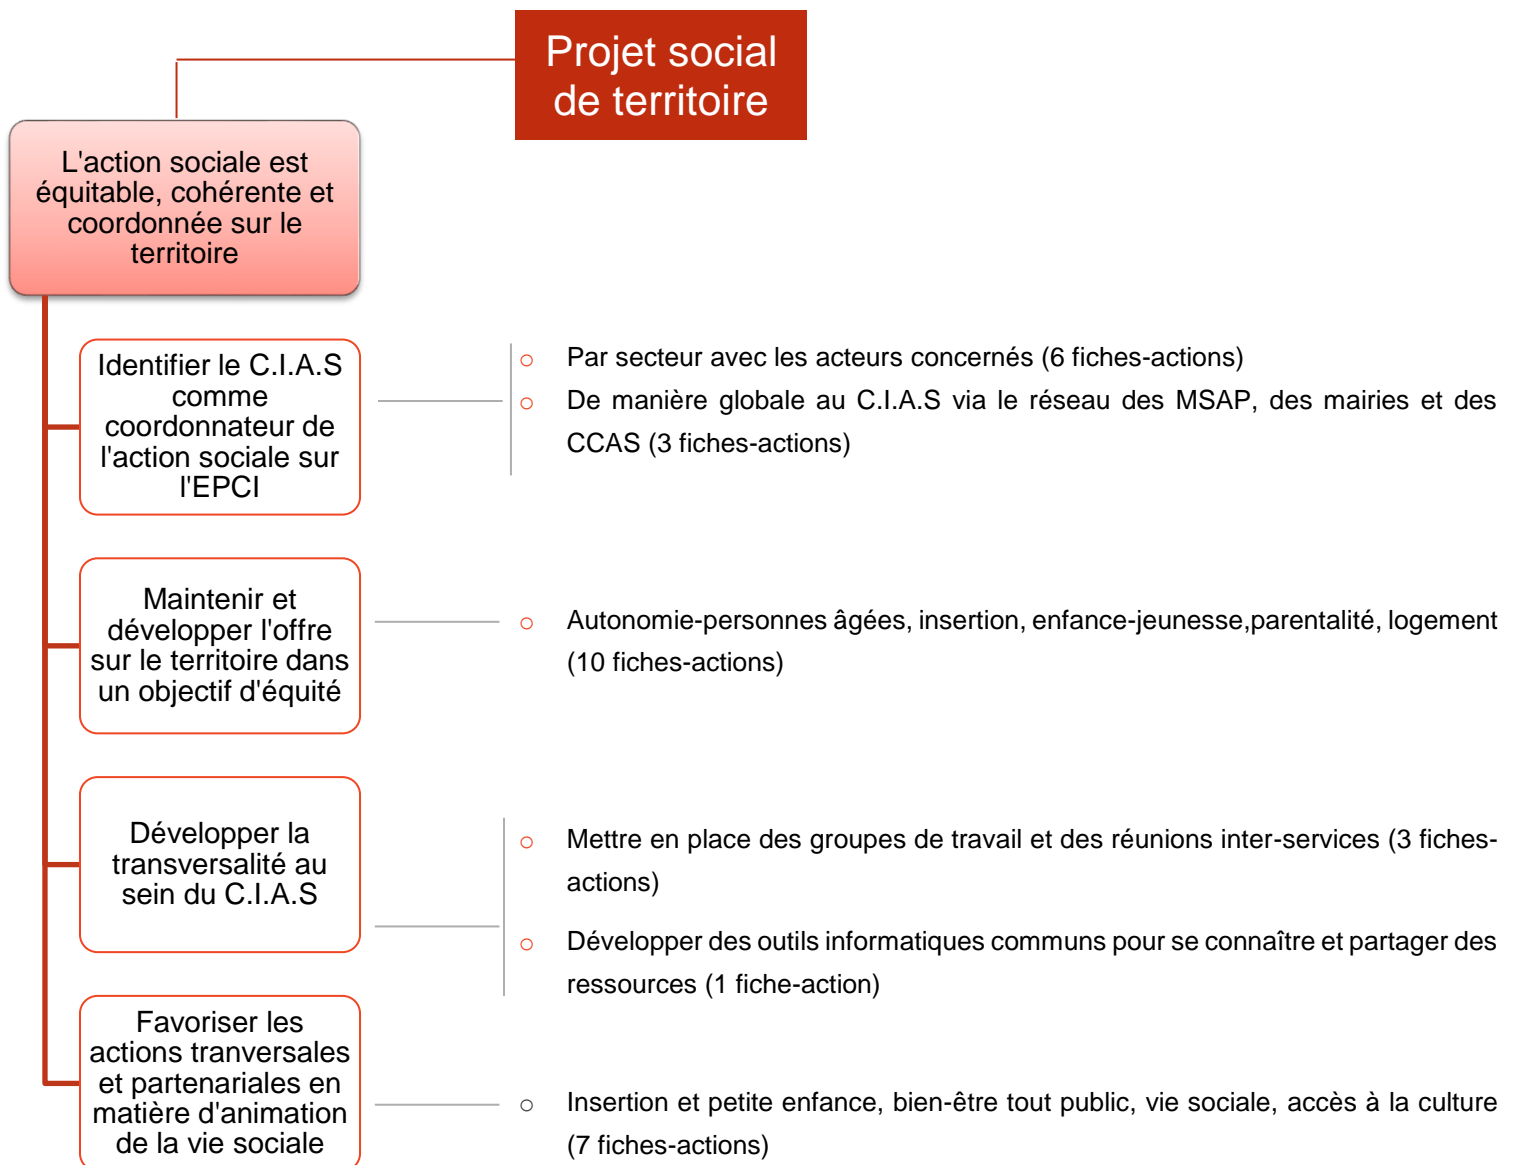 Projet social
de territoire
L'action sociale est
équitable, cohérente et
coordonnée sur le
territoire
Identifier le C.I.A.S
comme
coordonnateur de
l'action sociale sur
l'EPCI
Par secteur avec les acteurs concernés (6 fiches-actions)
De manière globale au C.I.A.S via le réseau des MSAP, des mairies et des
CCAS (3 fiches-actions)
Maintenir et
développer l'offre
sur le territoire dans
un objectif d'équité
Autonomie-personnes âgées, insertion, enfance-jeunesse,parentalité, logement
(10 fiches-actions)
Développer la
transversalité au
sein du C.I.A.S
Mettre en place des groupes de travail et des réunions inter-services (3 fiches-
actions)
Développer des outils informatiques communs pour se connaître et partager des
ressources (1 fiche-action)
Favoriser les
actions tranversales
et partenariales en
matière d'animation
de la vie sociale
Insertion et petite enfance, bien-être tout public, vie sociale, accès à la culture
(7 fiches-actions)